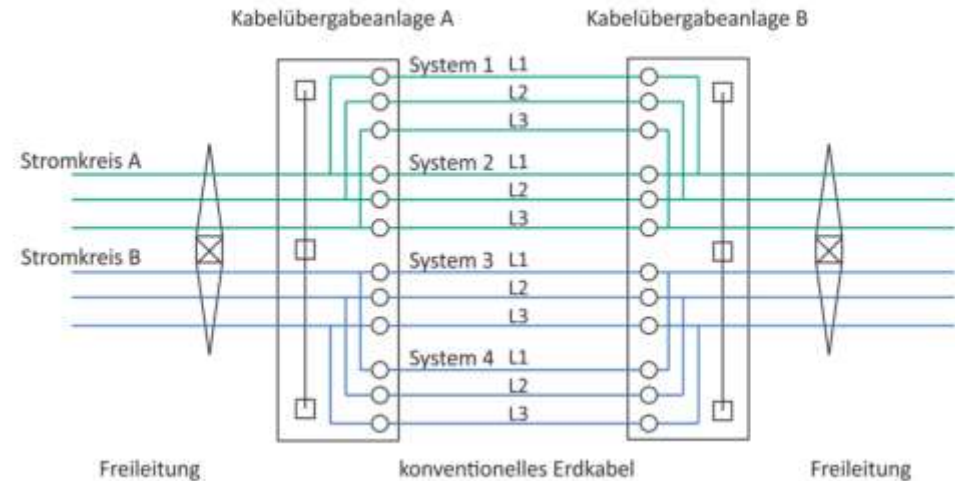 Kabelübergabeanlage A
Kabelübergabeanlage B
System 1 L1
L2
L3
Stromkreis A
System 2 L1
L2
L3
Stromkreis B
System 3 L1
L2
L3
System 4 L1
L2
L3
Freileitung
konventionelles Erdkabel
Freileitung